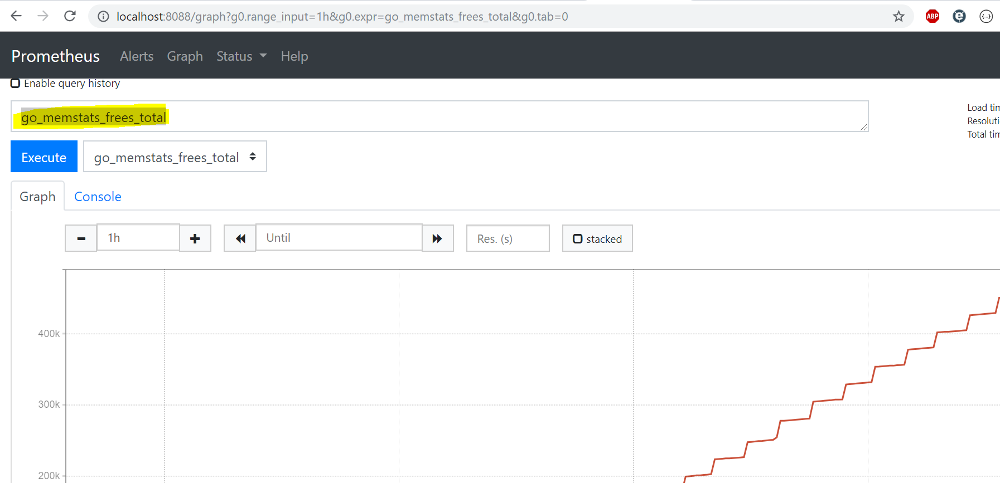 localhost:8088/graph?g0.range_input=1h&g0.expr=go_memstats_frees_total&g0.tab=0
ABP
{···}
Prometheus Alerts Graph Status Help
Enable query history
go_memstats_frees_total
Load tim
Resoluti
Total tim
Execute go_memstats_frees_total
Graph Console
1h Until Res. (s) stacked
400k
300k
200k